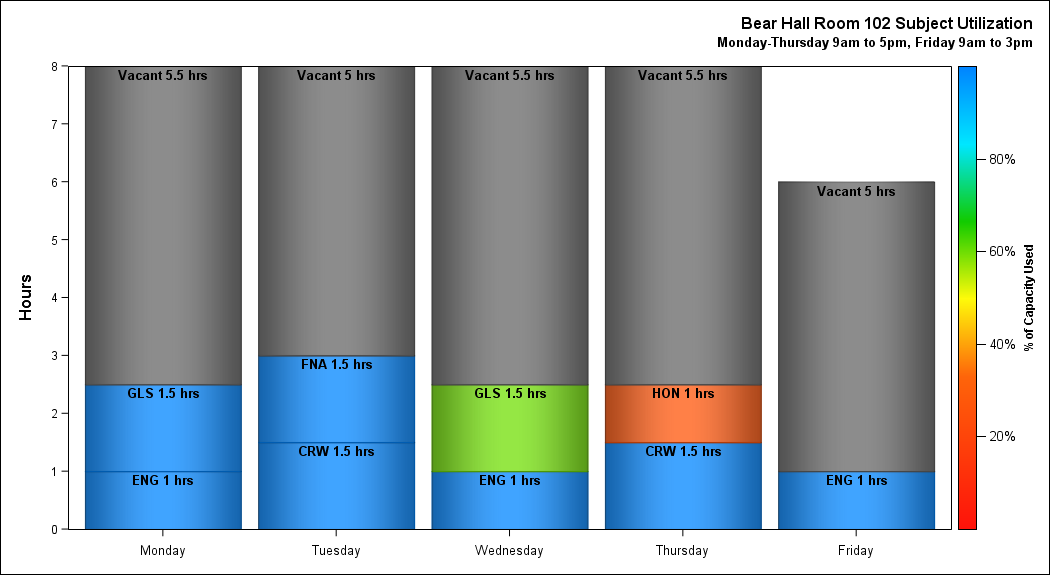 Bear Hall Room 102 Subject Utilization
Monday-Thursday 9am to 5pm, Friday 9am to 3pm
8
7
6
5
4
3
2
1
0
Hours
Vacant 5.5 hrs
GLS 1.5 hrs
ENG 1 hrs
Monday
Vacant 5 hrs
FNA 1.5 hrs
CRW 1.5 hrs
Tuesday
Vacant 5.5 hrs
GLS 1.5 hrs
ENG 1 hrs
Wednesday
Vacant 5.5 hrs
HON 1 hrs
CRW 1.5 hrs
Thursday
Vacant 5 hrs
ENG 1 hrs
Friday
80%
60%
40%
20%
% of Capacity Used